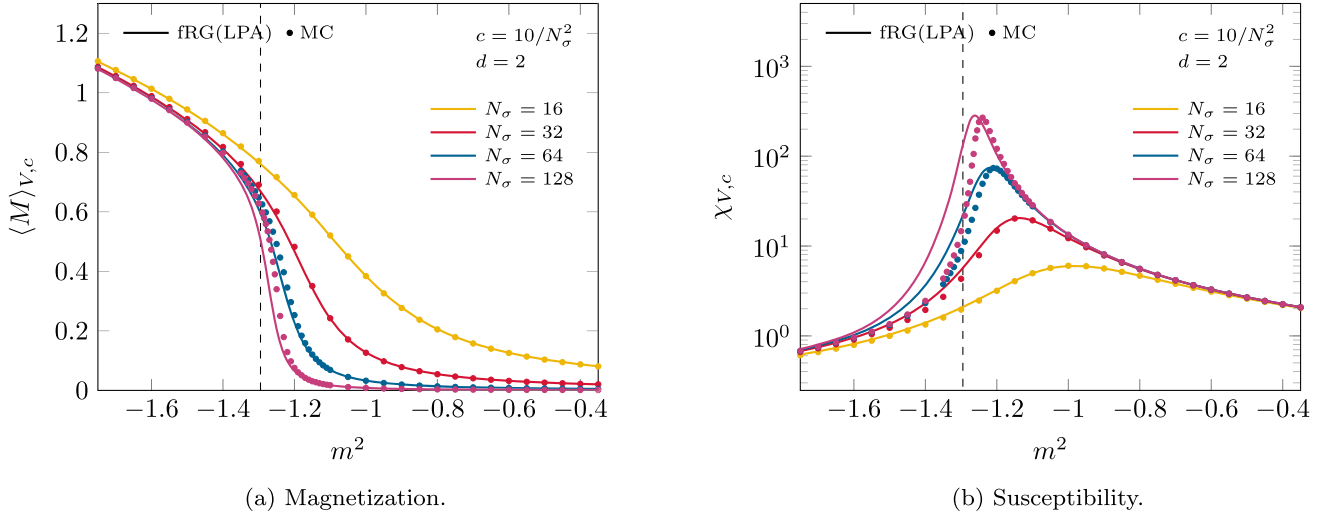 fRG(LPA) MC
c = 10/N_σ^2
d = 2
N_σ = 16
N_σ = 32
N_σ = 64
N_σ = 128
1.2
1
0.8
0.6
0.4
0.2
0
⟨M⟩_{V,c}
−1.6 −1.4 −1.2 −1 −0.8 −0.6 −0.4
m^2
(a) Magnetization.
fRG(LPA) MC
c = 10/N_σ^2
d = 2
N_σ = 16
N_σ = 32
N_σ = 64
N_σ = 128
10^3
10^2
10^1
10^0
χ_{V,c}
−1.6 −1.4 −1.2 −1 −0.8 −0.6 −0.4
m^2
(b) Susceptibility.